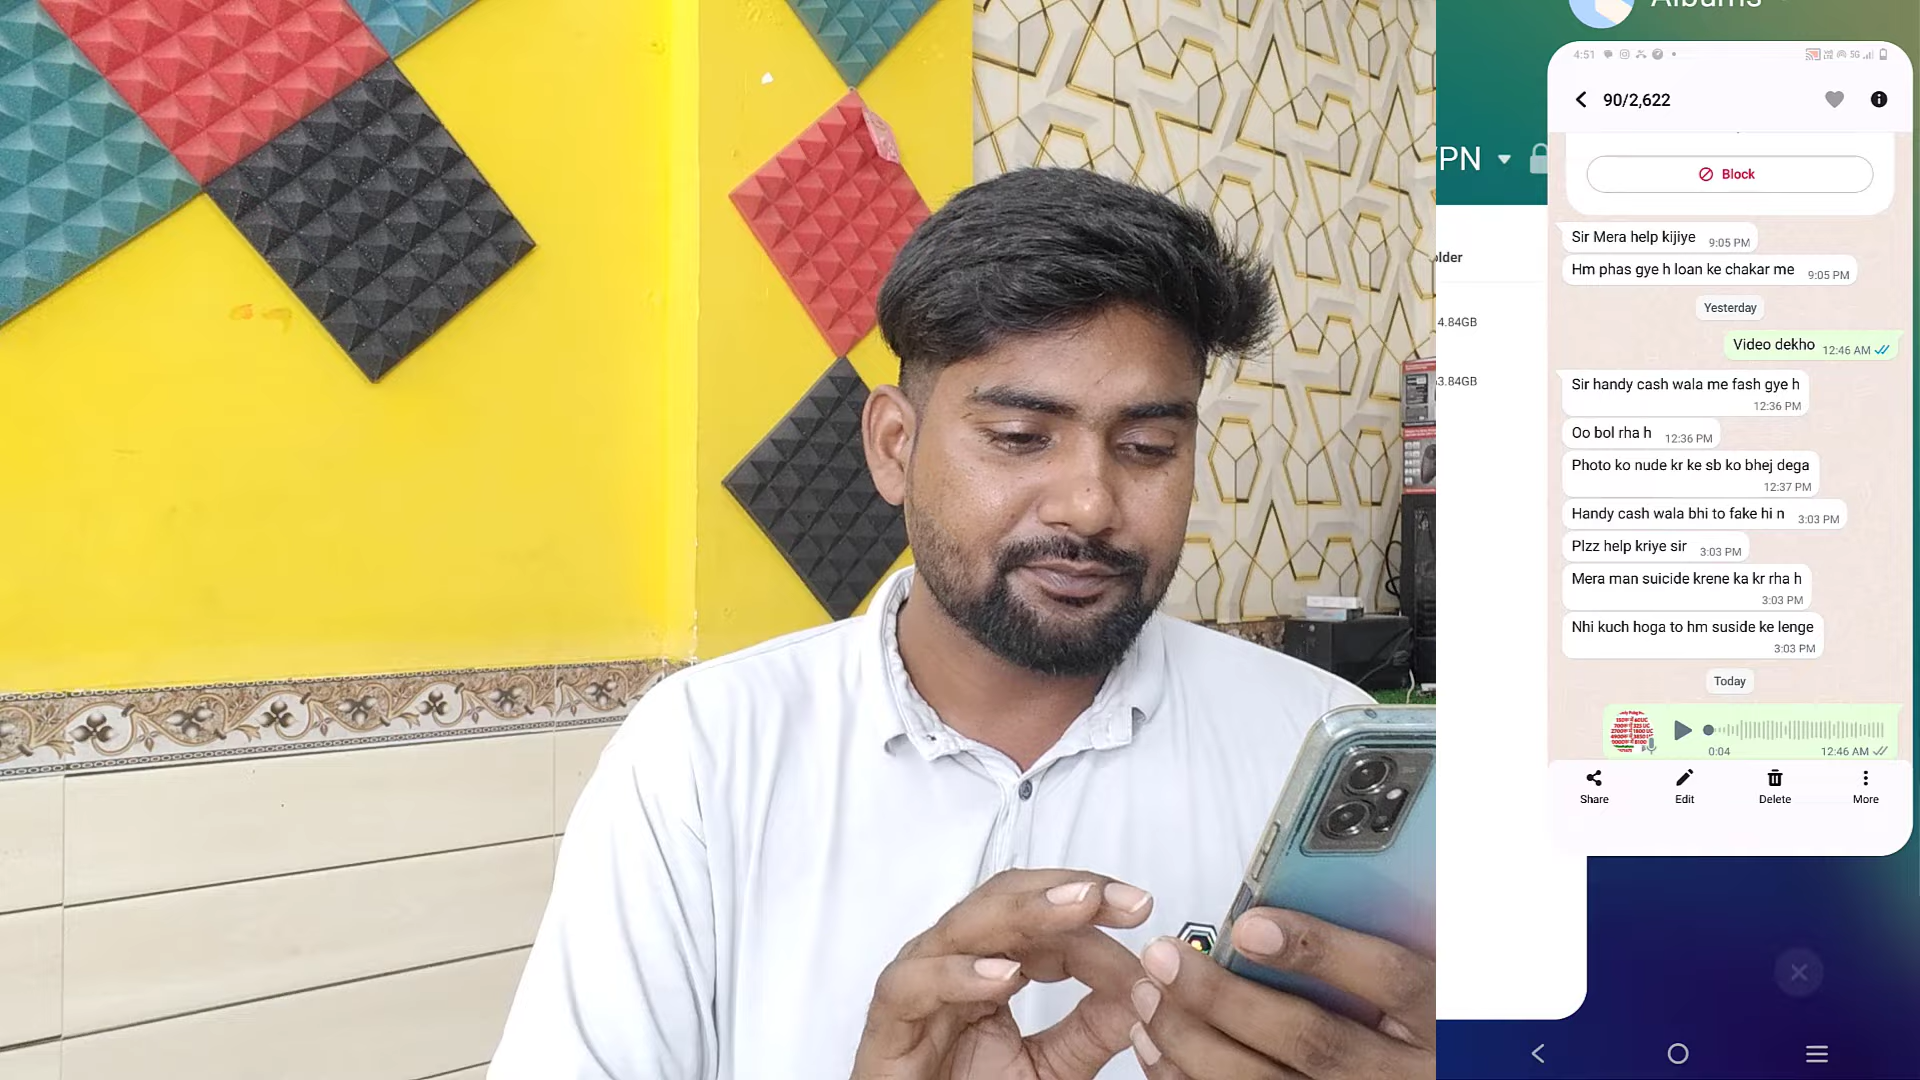 Albums
4:51
5G
90/2,622
PN
Block
Sir Mera help kijiye 9:05 PM
Hm phas gye h loan ke chakar me 9:05 PM
older
Yesterday
4.84GB
Video dekho 12:46 AM
3.84GB
Sir handy cash wala me fash gye h
12:36 PM
Oo bol rha h 12:36 PM
Photo ko nude kr ke sb ko bhej dega
12:37 PM
Handy cash wala bhi to fake hi n 3:03 PM
Plzz help kriye sir 3:03 PM
Mera man suicide krene ka kr rha h
3:03 PM
Nhi kuch hoga to hm suside ke lenge
3:03 PM
Today
0:04 12:46 AM
Share Edit Delete More